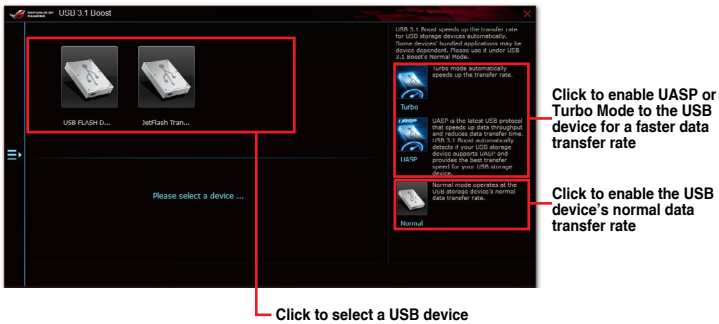 REPUBLIC OF
GAMERS
USB 3.1 Boost
USB 3.1 Boost speeds up the transfer rate
for USB storage devices automatically.
Some devices' bundled applications may be
device dependent. Please use it under USB
3.1 Boost's Normal Mode.
USB FLASH D...
JetFlash Tran...
Please select a device ...
Turbo mode automatically
speeds up the transfer rate.
Turbo
UASP is the latest USB protocol
that speeds up data throughput
and reduces data transfer time.
USB 3.1 Boost automatically
detects if your USB storage
device supports UASP and
provides the best transfer
speed for your USB storage
device.
UASP
UASP
Normal mode operates at the
USB storage device's normal
data transfer rate.
Normal
Click to enable UASP or
Turbo Mode to the USB
device for a faster data
transfer rate
Click to enable the USB
device's normal data
transfer rate
Click to select a USB device